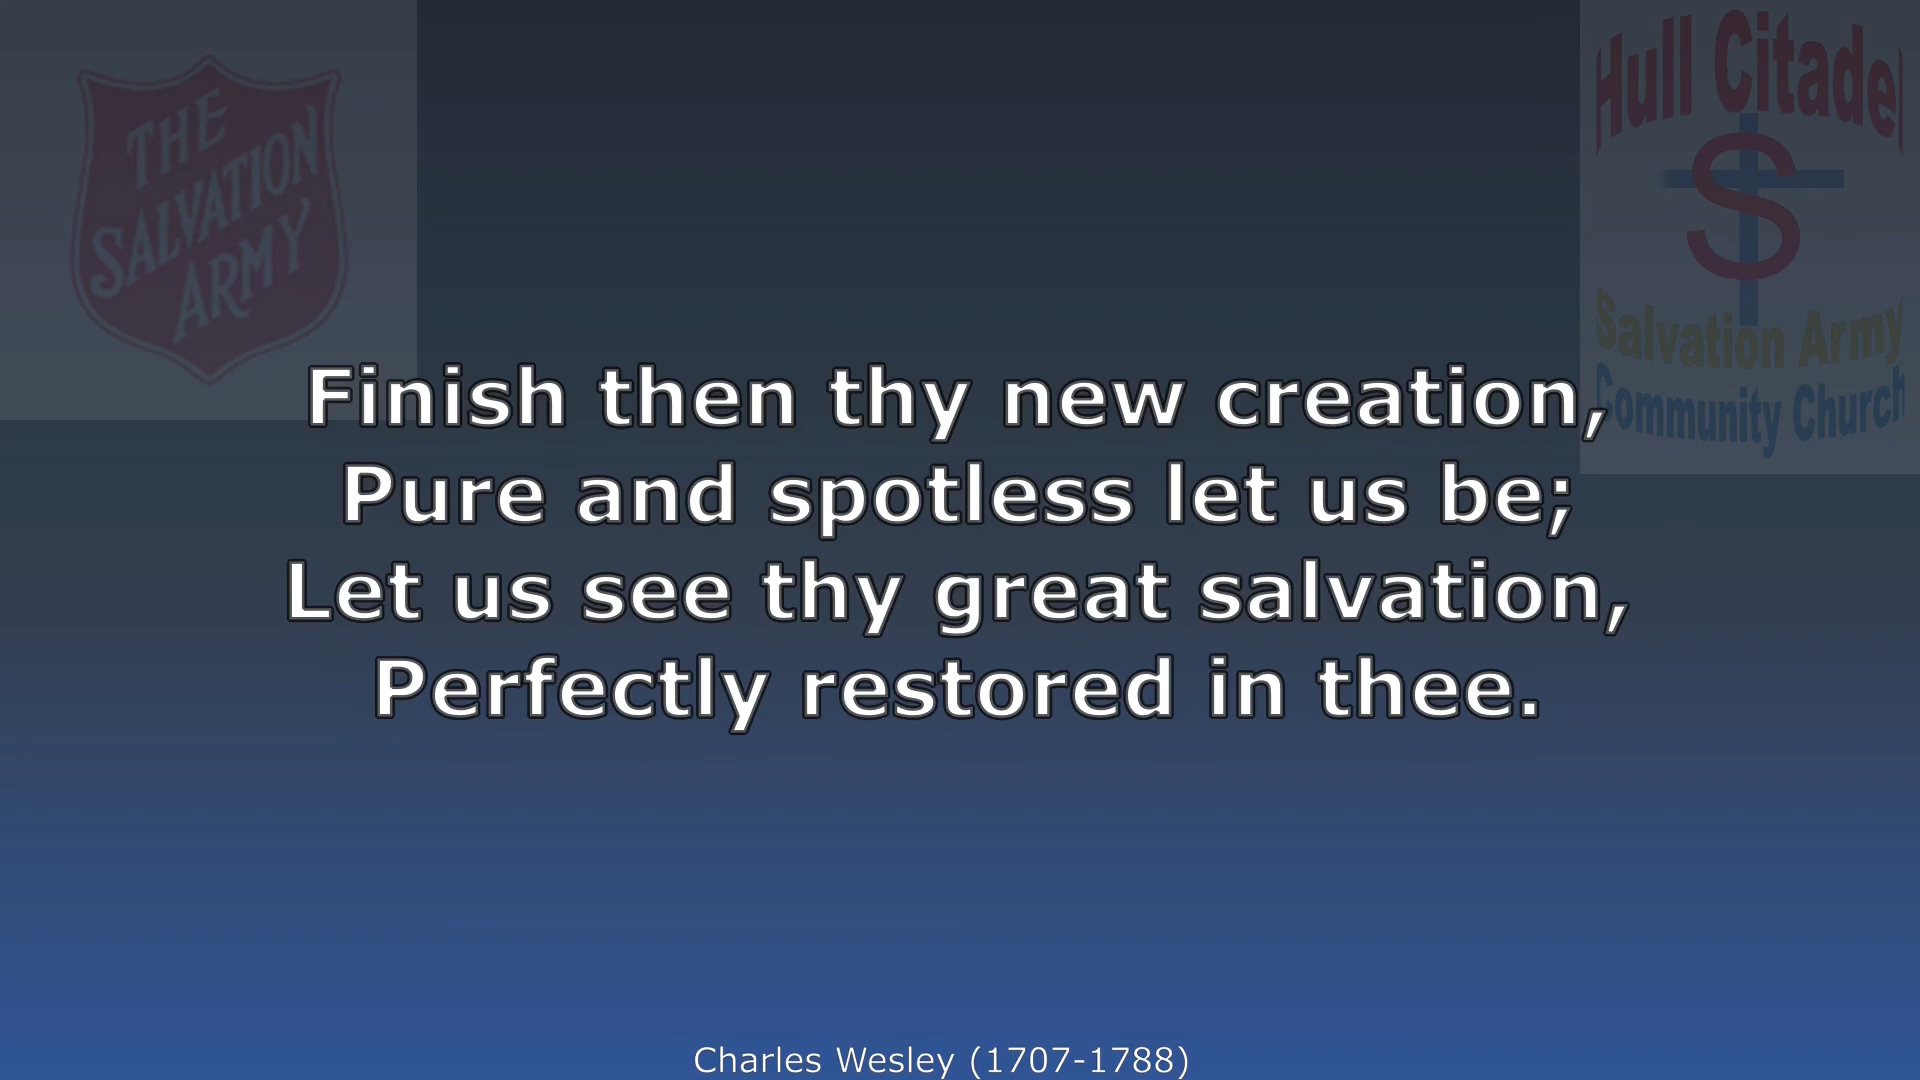 THE
SALVATION
ARMY
Hull Citadel
S
Salvation Army
Community Church
Finish then thy new creation,
Pure and spotless let us be;
Let us see thy great salvation,
Perfectly restored in thee.
Charles Wesley (1707-1788)